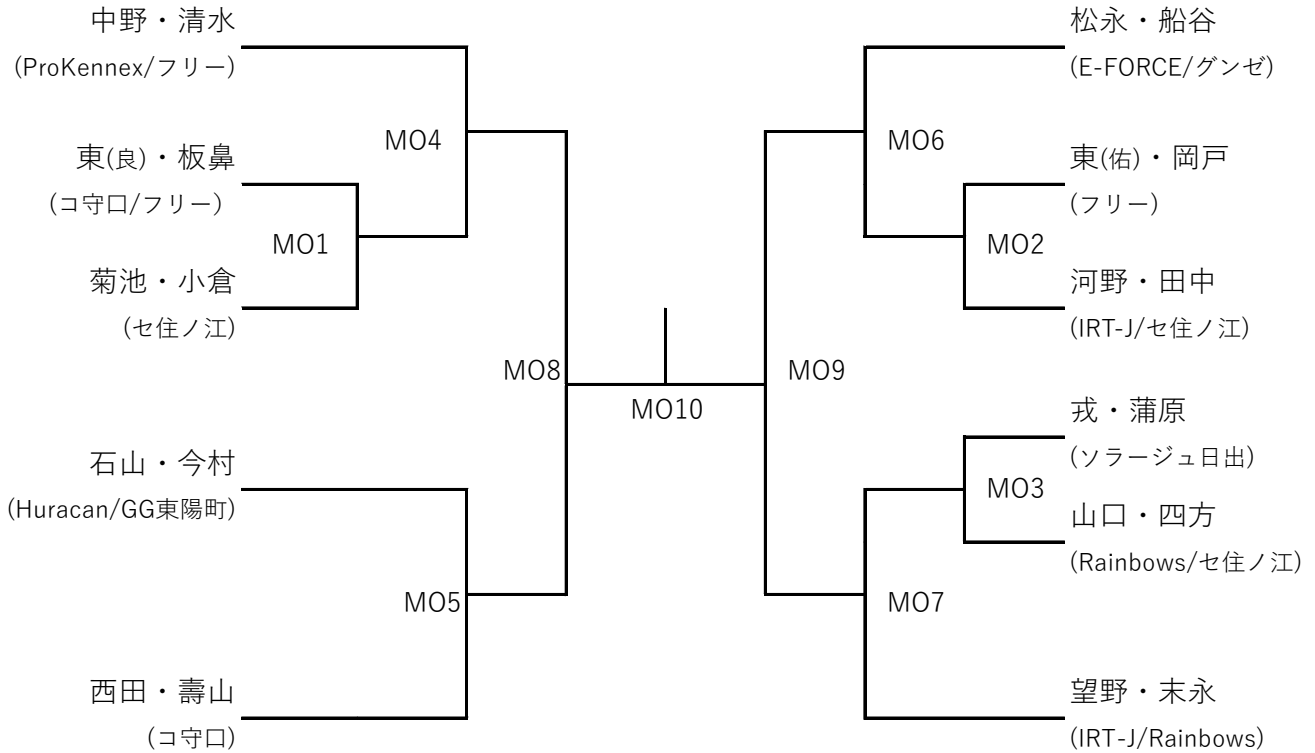 中野・清水
(ProKennex/フリー)
MO4
東(良)・板鼻
(コ守口/フリー)
MO1
菊池・小倉
(セ住ノ江)
MO8
石山・今村
(Huracan/GG東陽町)
MO5
西田・壽山
(コ守口)
MO10
松永・船谷
(E-FORCE/グンゼ)
MO6
東(佑)・岡戸
(フリー)
MO2
河野・田中
(IRT-J/セ住ノ江)
MO9
戎・蒲原
(ソラージュ日出)
MO3
山口・四方
(Rainbows/セ住ノ江)
MO7
望野・末永
(IRT-J/Rainbows)